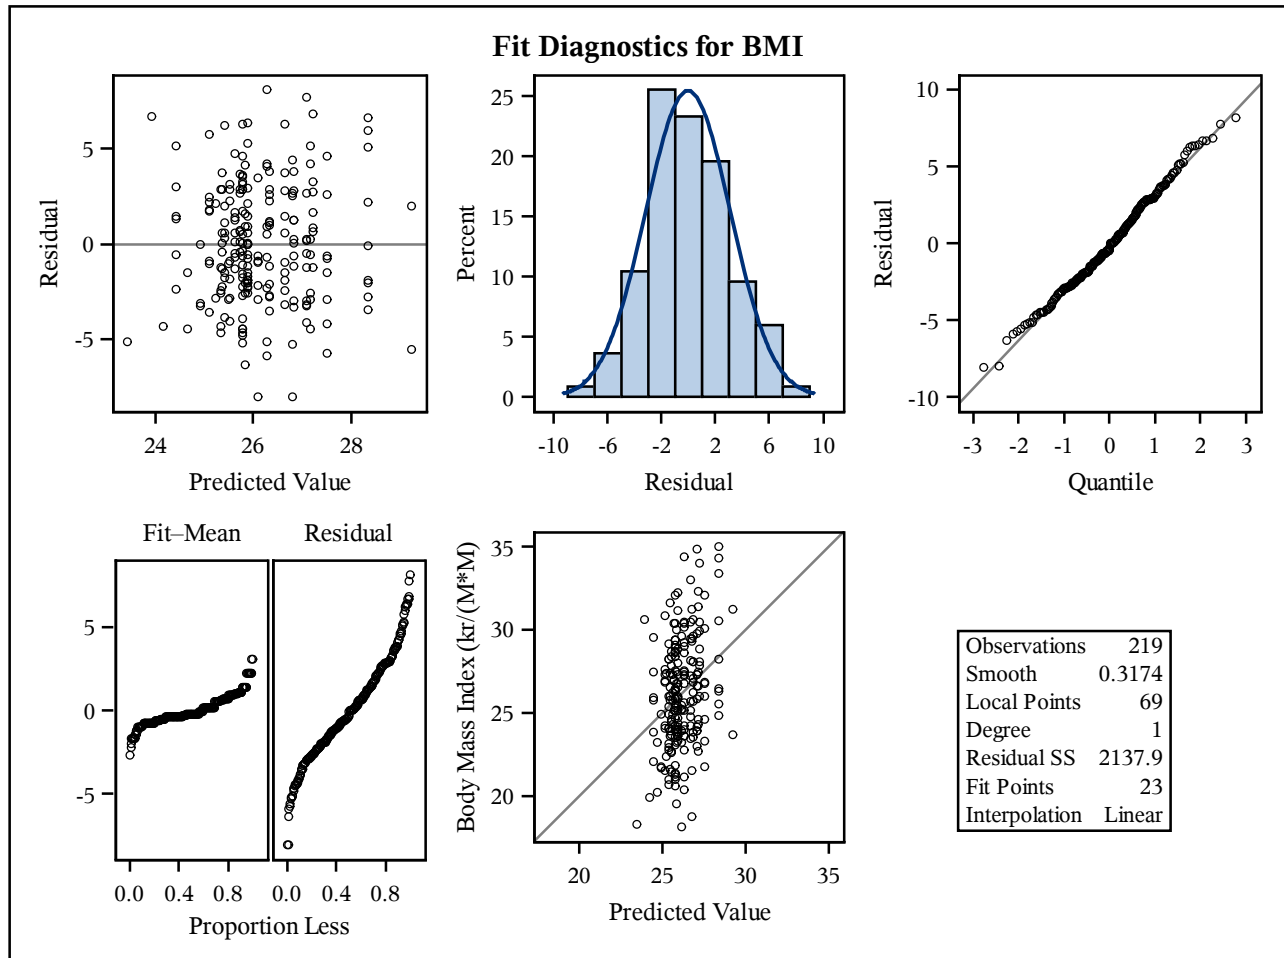 Fit Diagnostics for BMI
Residual
5
0
-5
24 26 28
Predicted Value
Percent
25
20
15
10
5
0
-10 -6 -2 2 6 10
Residual
Residual
10
5
0
-5
-10
-3 -2 -1 0 1 2 3
Quantile
Fit–Mean Residual
5
0
-5
0.0 0.4 0.8 0.0 0.4 0.8
Proportion Less
Body Mass Index (kr/(M*M)
35
30
25
20
20 25 30 35
Predicted Value
Observations 219
Smooth 0.3174
Local Points 69
Degree 1
Residual SS 2137.9
Fit Points 23
Interpolation Linear